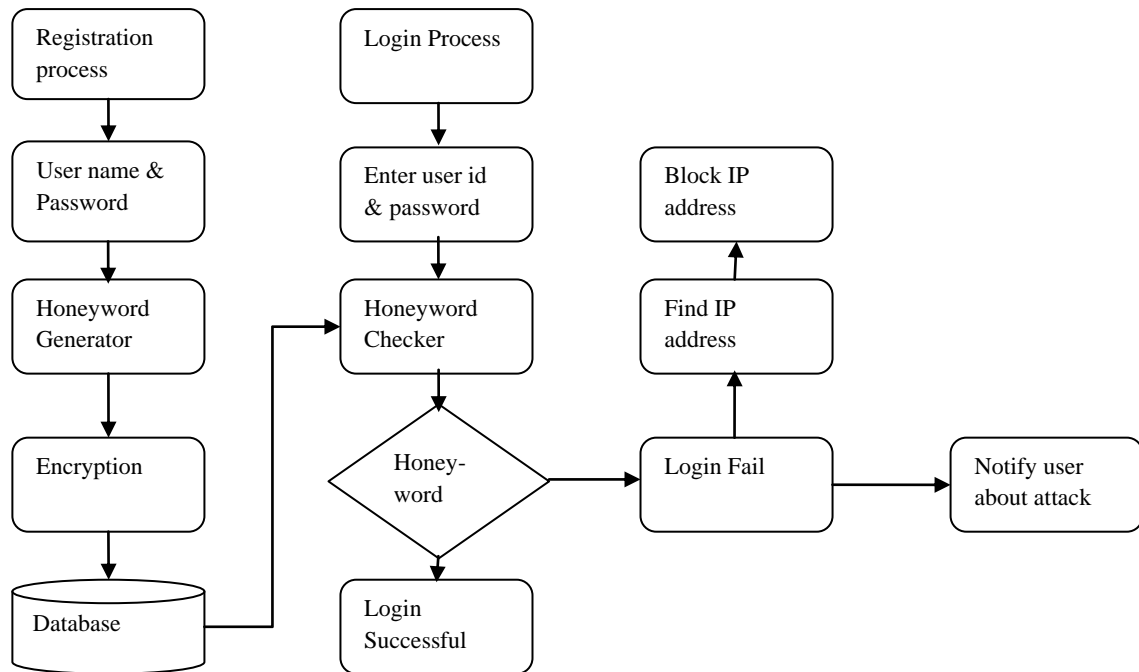 Registration
process
Login Process
User name &
Password
Enter user id
& password
Block IP
address
Honeyword
Generator
Honeyword
Checker
Find IP
address
Encryption
Honey-
word
Login Fail
Notify user
about attack
Database
Login
Successful